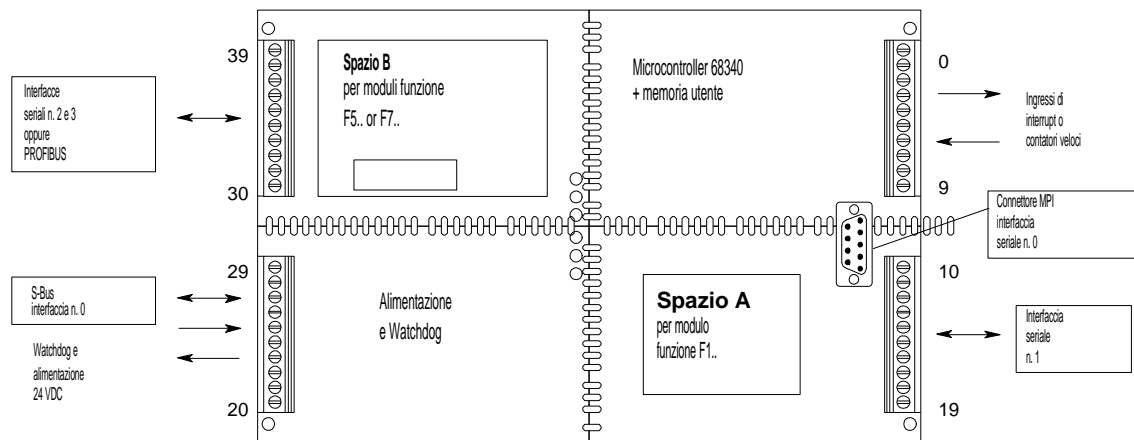 39
Interfacce
seriali n. 2 e 3
oppure
PROFIBUS
30
Spazio B
per moduli funzione
F5.. or F7..
Microcontroller 68340
+ memoria utente
0
Ingressi di
interrupt o
contatori veloci
9
Connettore MPI
interfaccia
seriale n. 0
29
S-Bus
interfaccia n. 0
Watchdog e
alimentazione
24 VDC
20
Alimentazione
e Watchdog
Spazio A
per modulo
funzione F1..
10
Interfaccia
seriale
n. 1
19